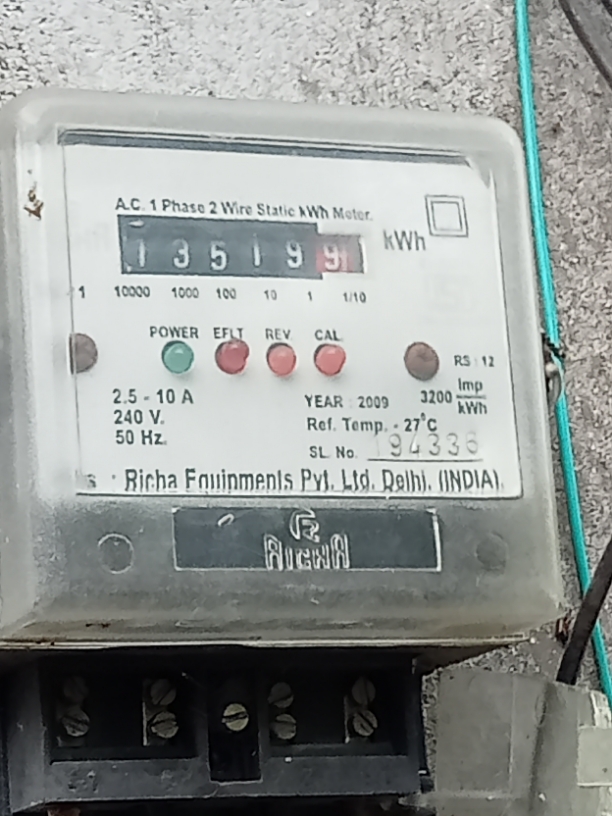 A.C. 1 Phase 2 Wire Static kWh Meter.
1 3 5 1 9 9 kWh
1 10000 1000 100 10 1 1/10
POWER EFLT REV. CAL.
RS : 12
2.5 - 10 A YEAR : 2009 3200 Imp/kWh
240 V. Ref. Temp. - 27°C
50 Hz. SL. No. 94336
s : Richa Equipments Pvt. Ltd. Delhi. (INDIA).
RICHA